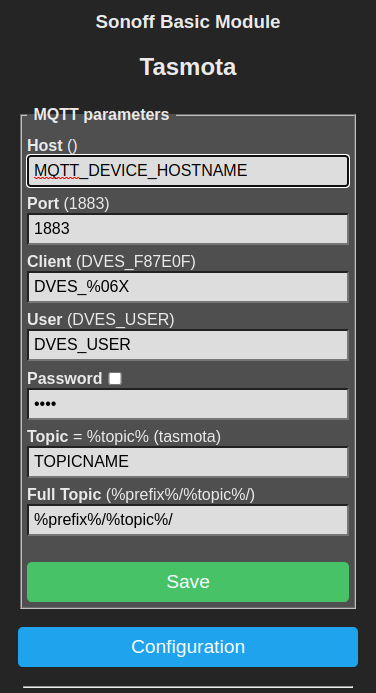 Sonoff Basic Module
Tasmota
MQTT parameters
Host ()
MQTT_DEVICE_HOSTNAME
Port (1883)
1883
Client (DVES_F87E0F)
DVES_%06X
User (DVES_USER)
DVES_USER
Password
••••
Topic = %topic% (tasmota)
TOPICNAME
Full Topic (%prefix%/%topic%/)
%prefix%/%topic%/
Save
Configuration